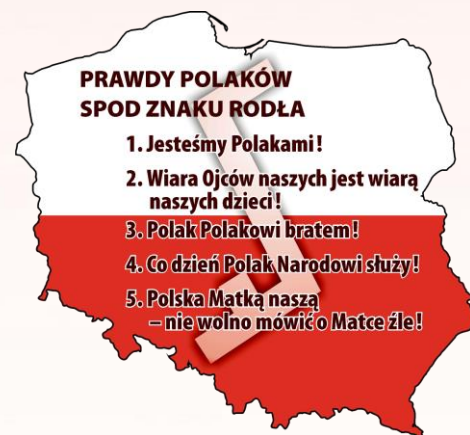 PRAWDY POLAKÓW
SPOD ZNAKU RODŁA
1. Jesteśmy Polakami!
2. Wiara Ojców naszych jest wiarą
naszych dzieci!
3. Polak Polakowi bratem!
4. Co dzień Polak Narodowi służy!
5. Polska Matką naszą
– nie wolno mówić o Matce źle!